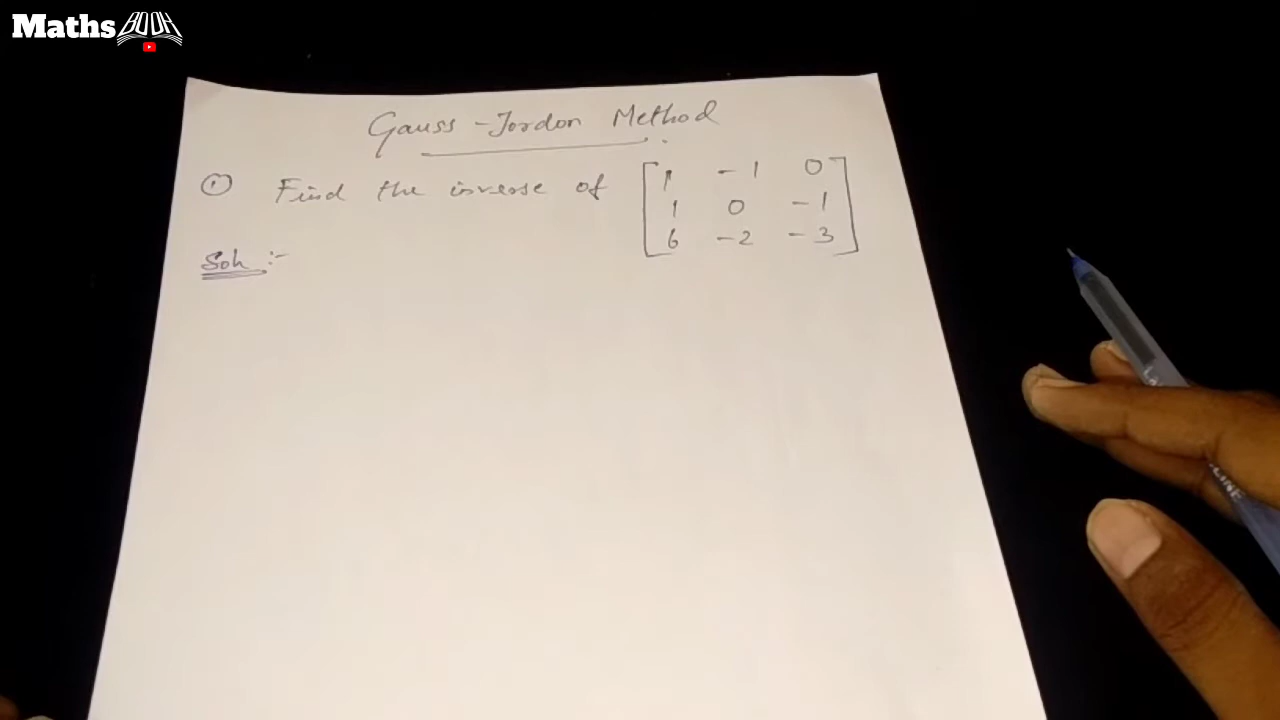 Maths BOOK
Gauss-Jordon Method
① Find the inverse of
1 -1 0
1 0 -1
6 -2 -3
Soln :-